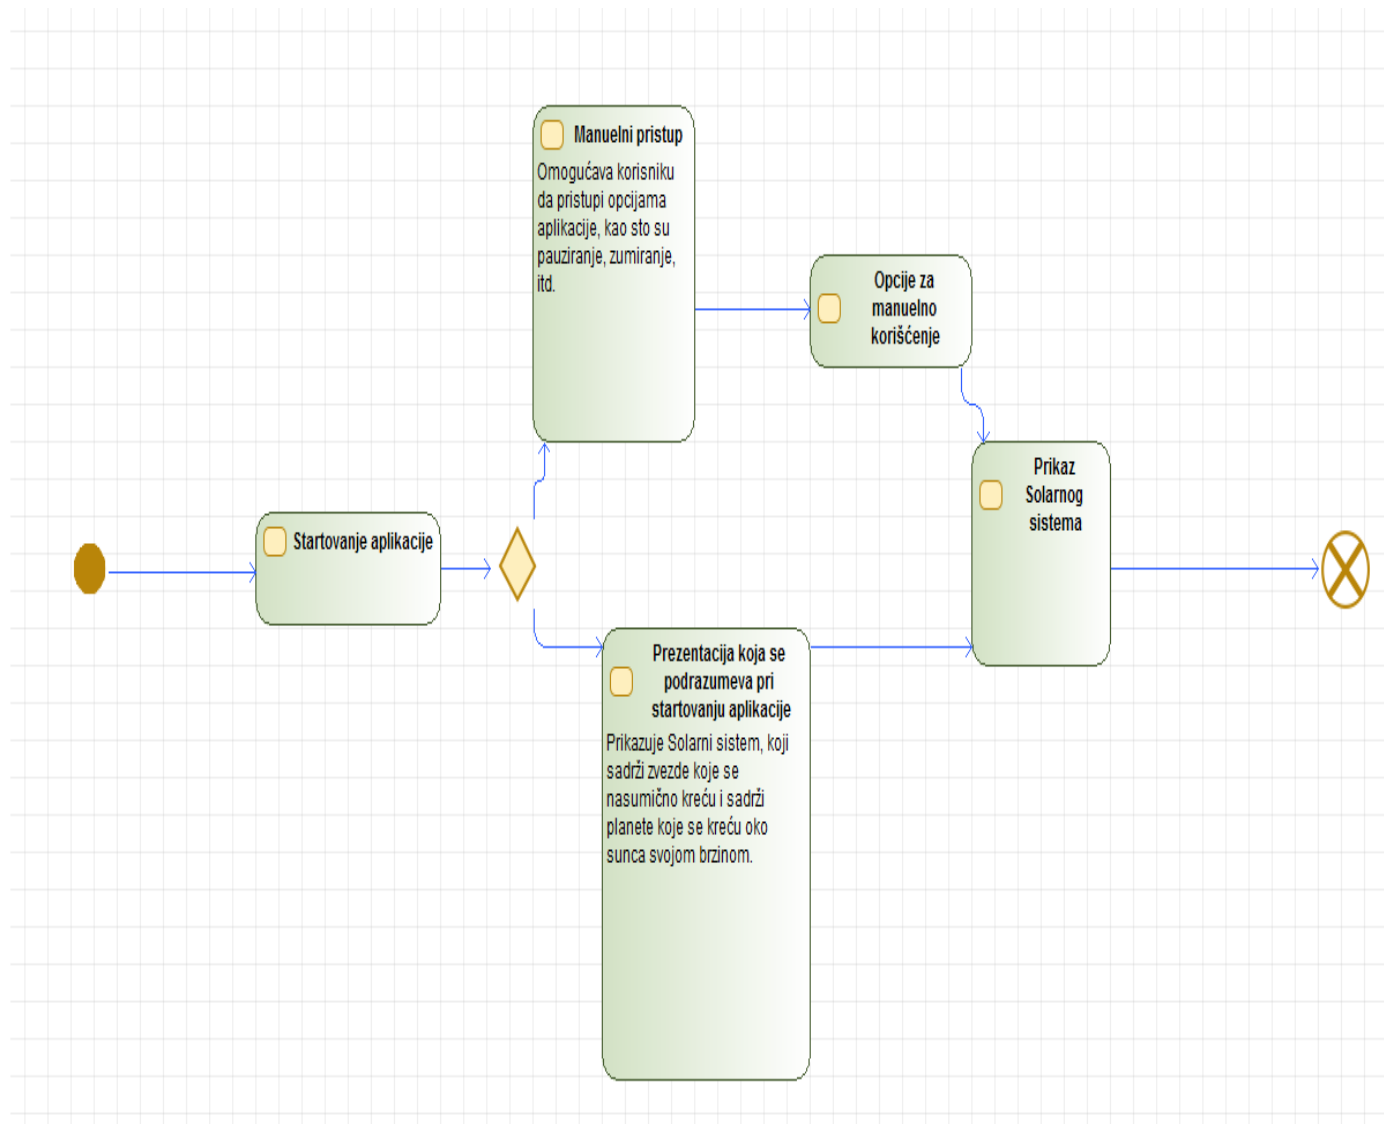 Manuelni pristup
Omogućava korisniku
da pristupi opcijama
aplikacije, kao sto su
pauziranje, zumiranje,
itd.
Opcije za
manuelno
korišćenje
Prikaz
Solarnog
sistema
Startovanje aplikacije
Prezentacija koja se
podrazumeva pri
startovanju aplikacije
Prikazuje Solarni sistem, koji
sadrži zvezde koje se
nasumično kreću i sadrži
planete koje se kreću oko
sunca svojom brzinom.